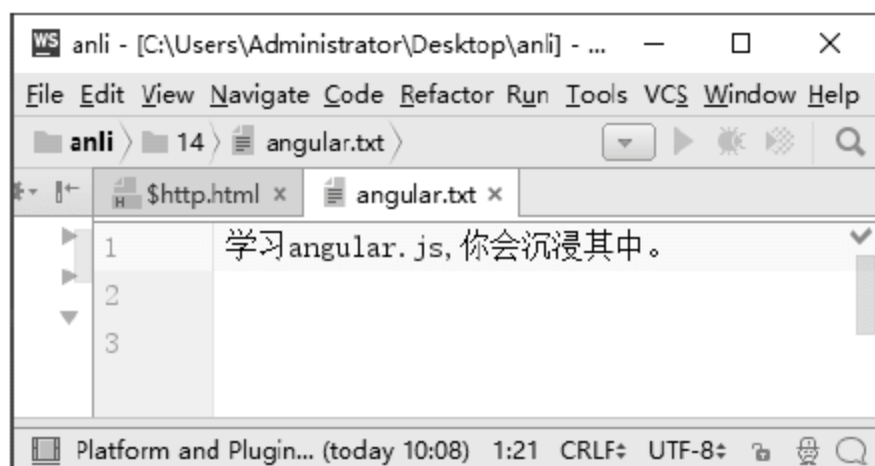 WS anli - [C:\Users\Administrator\Desktop\anli] - ...
File Edit View Navigate Code Refactor Run Tools VCS Window Help
anli 14 angular.txt
H $http.html × angular.txt ×
1 学习angular.js,你会沉浸其中。
2
3
Platform and Plugin... (today 10:08) 1:21 CRLF UTF-8